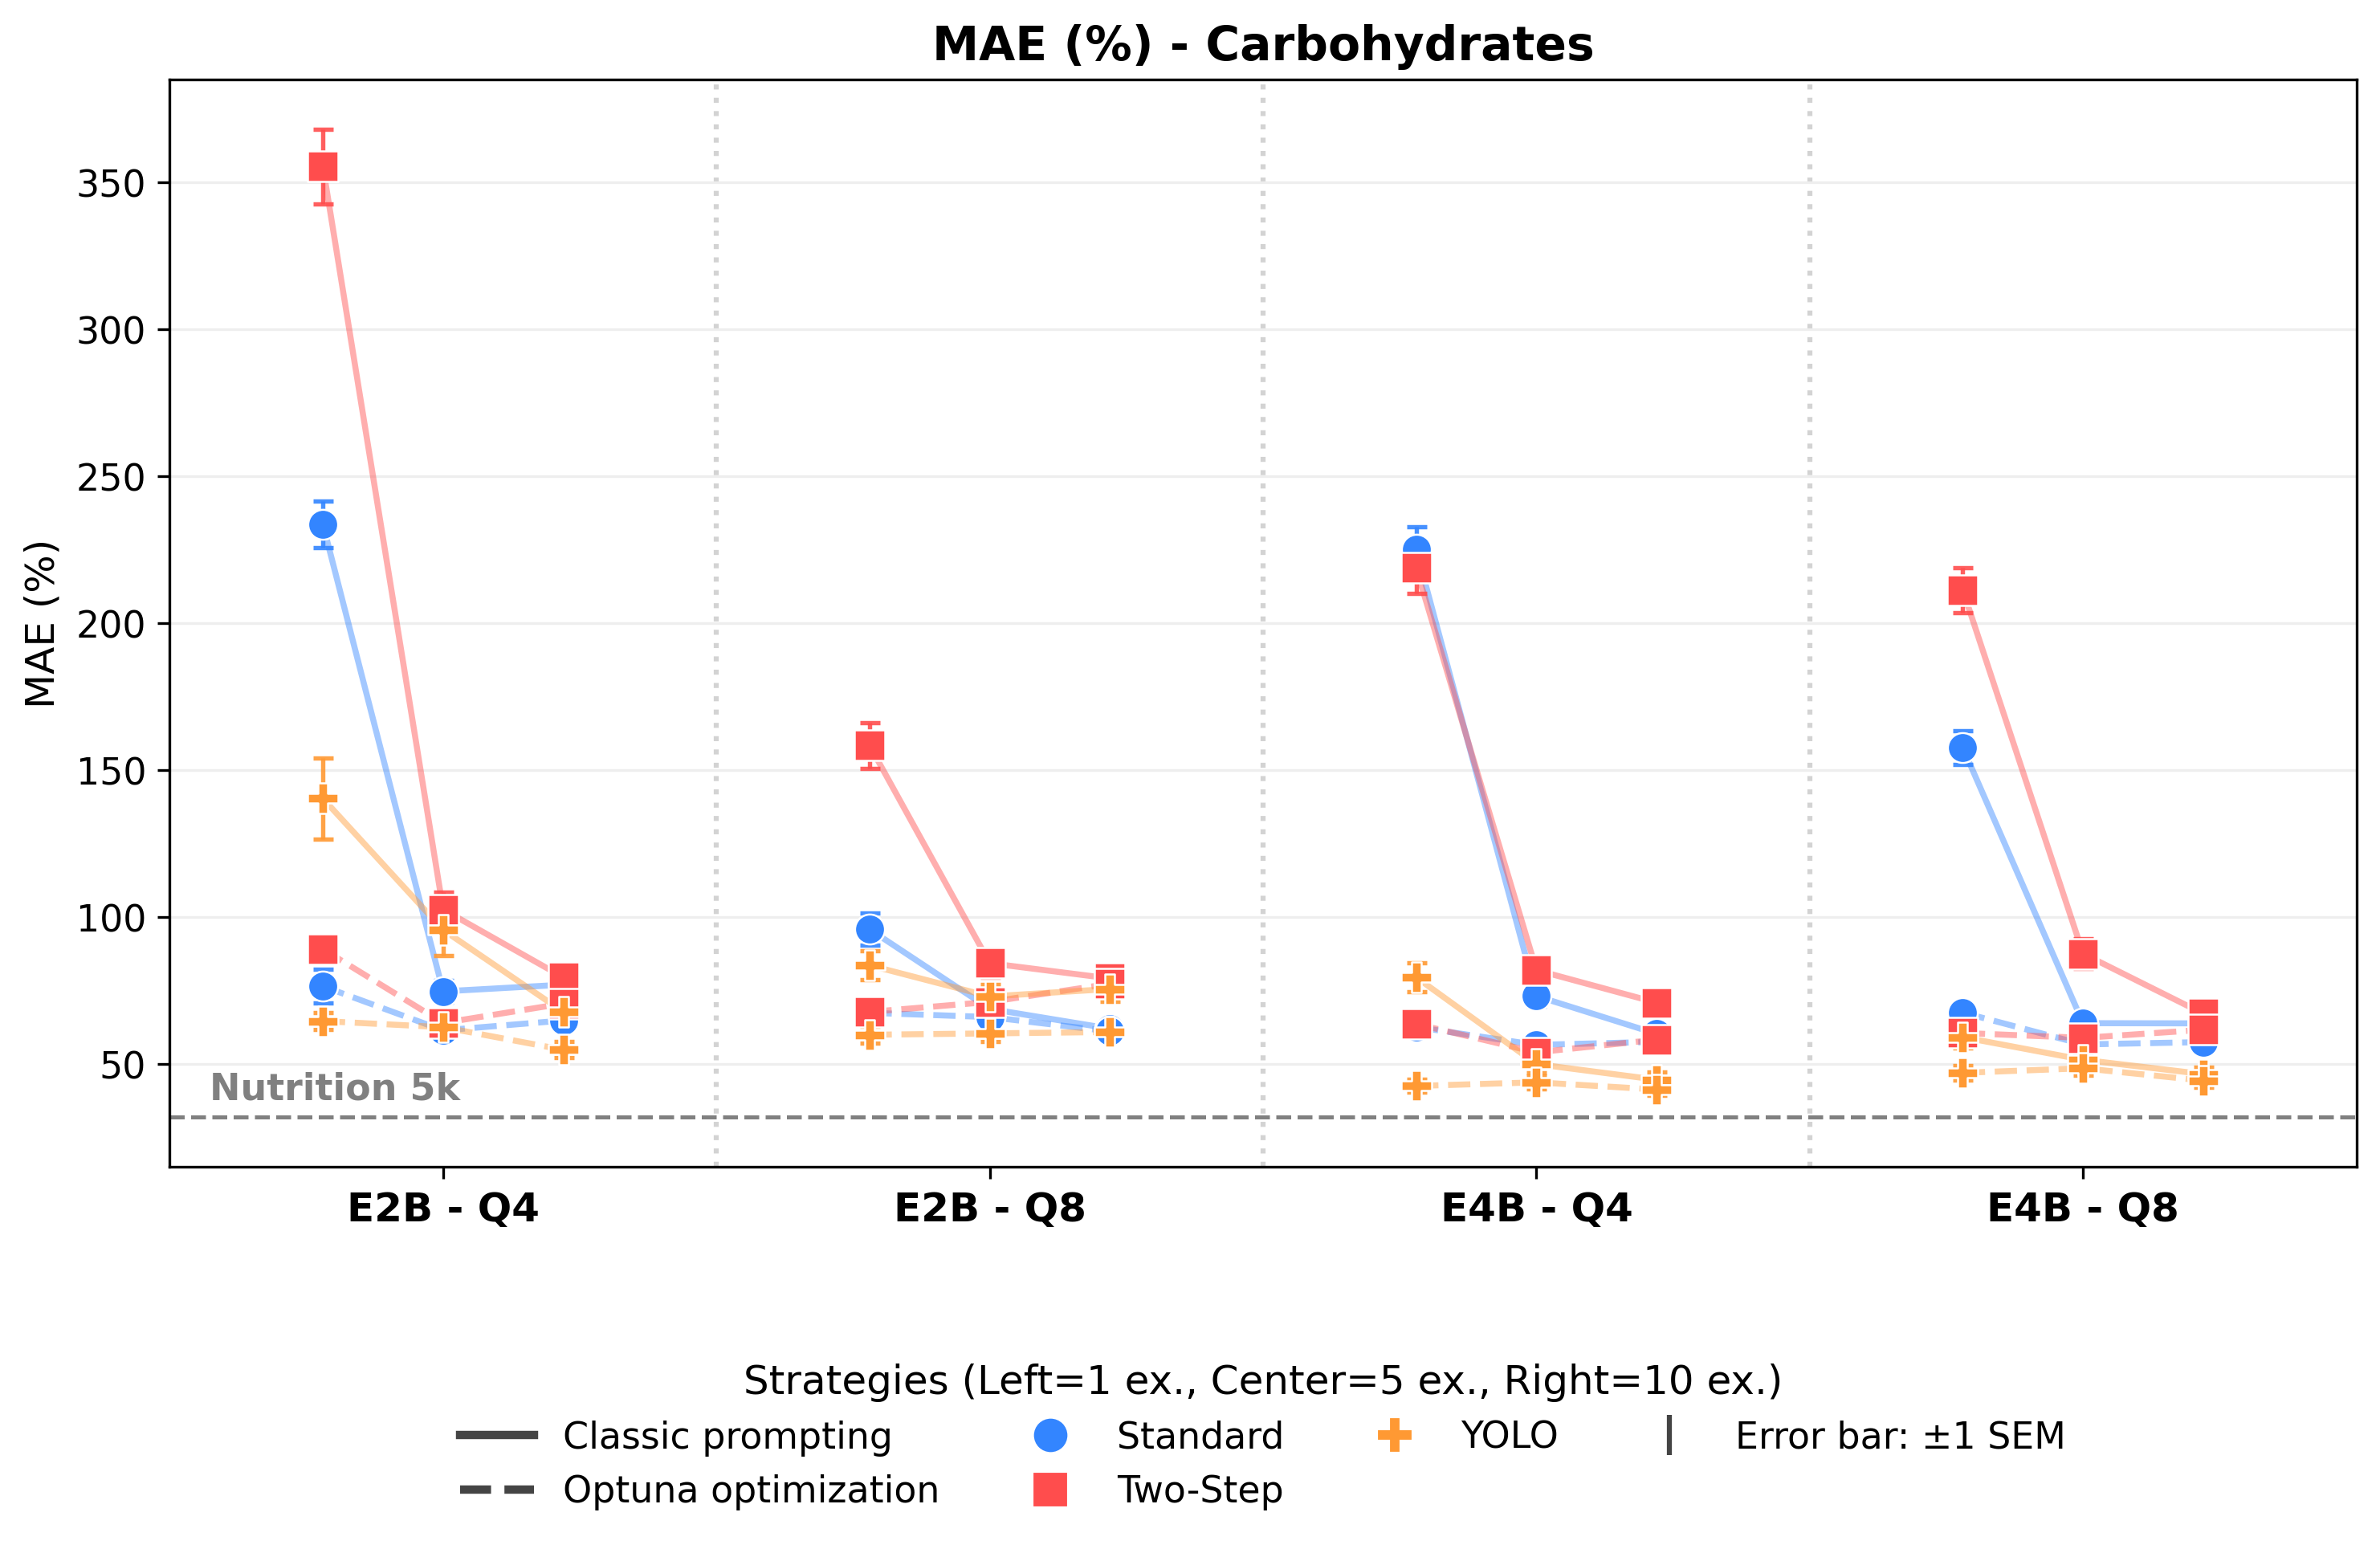 MAE (%) - Carbohydrates
MAE (%)
350
300
250
200
150
100
50
Nutrition 5k
E2B - Q4 E2B - Q8 E4B - Q4 E4B - Q8
Strategies (Left=1 ex., Center=5 ex., Right=10 ex.)
Classic prompting Standard YOLO Error bar: ±1 SEM
Optuna optimization Two-Step